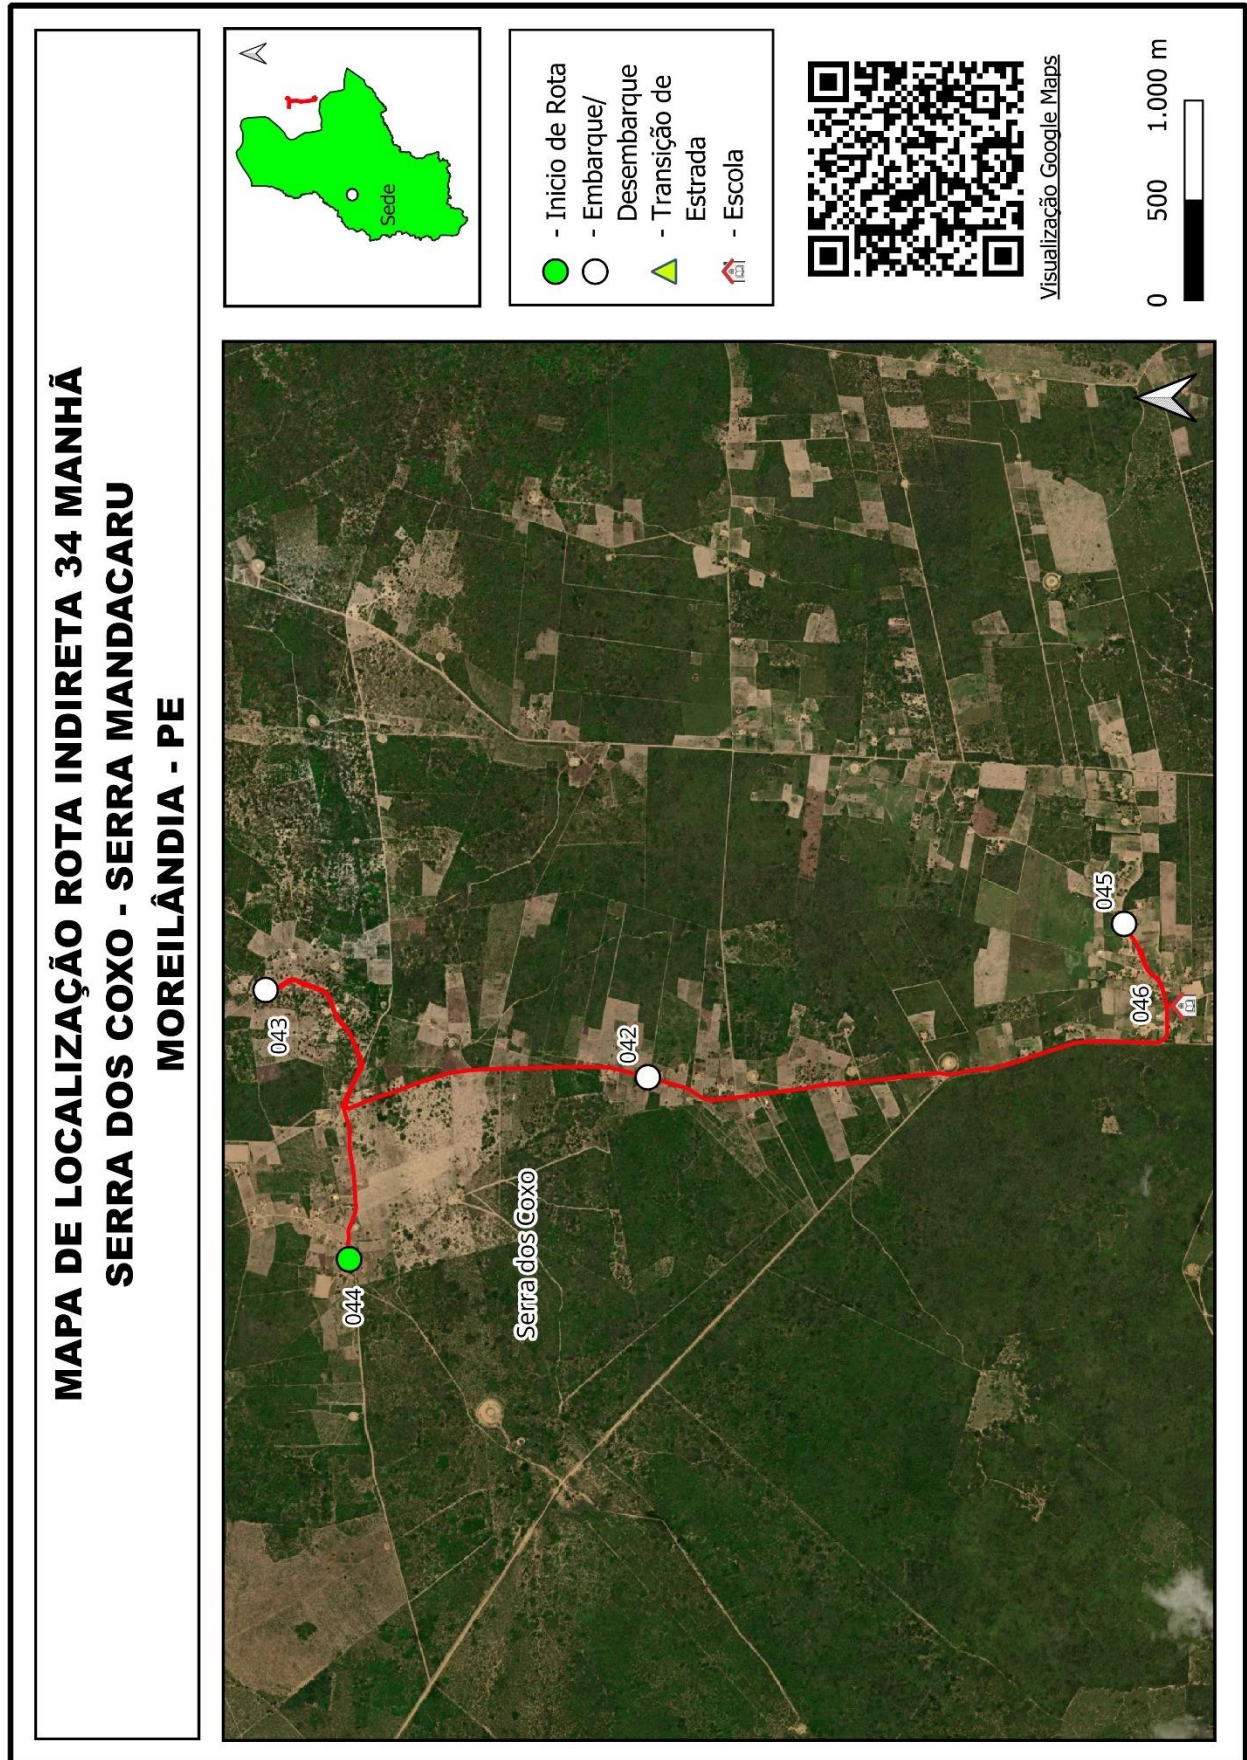 MAPA DE LOCALIZAÇÃO ROTA INDIRETA 34 MANHÃ
SERRA DOS COXO - SERRA MANDACARU
MOREILÂNDIA - PE
043
044
042
Serra dos Coxo
045
046
Sede
- Inicio de Rota
- Embarque/
Desembarque
- Transição de
Estrada
- Escola
Visualização Google Maps
0 500 1.000 m